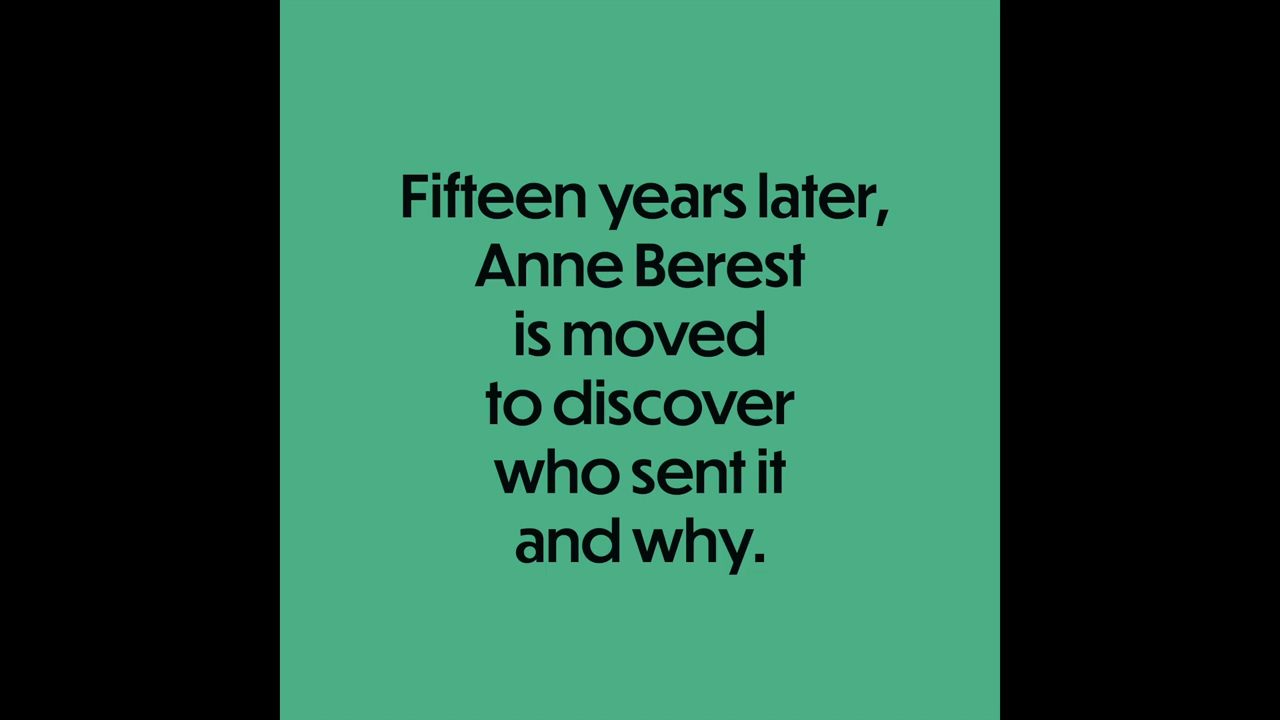 Fifteen years later,
Anne Berest
is moved
to discover
who sent it
and why.